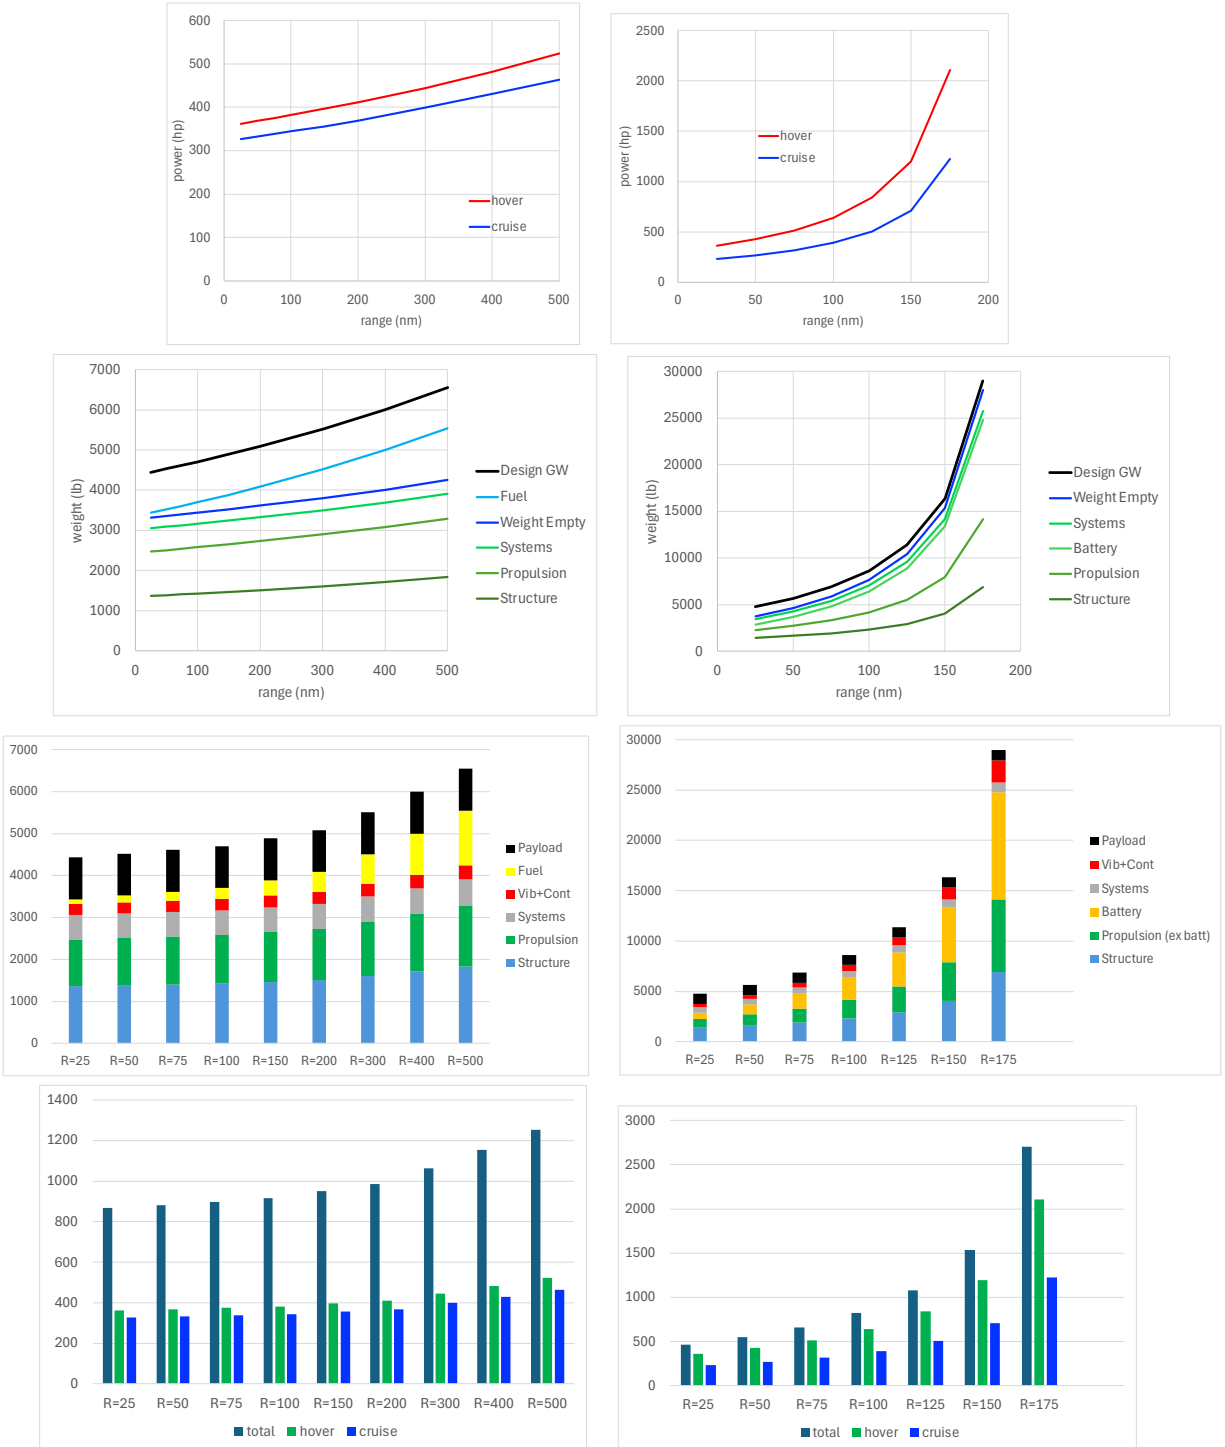 600
500
400
300
200
100
0
power (hp)
hover
cruise
0 100 200 300 400 500
range (nm)
2500
2000
1500
1000
500
0
power (hp)
hover
cruise
0 50 100 150 200
range (nm)
7000
6000
5000
4000
3000
2000
1000
0
weight (lb)
Design GW
Fuel
Weight Empty
Systems
Propulsion
Structure
0 100 200 300 400 500
range (nm)
30000
25000
20000
15000
10000
5000
0
weight (lb)
Design GW
Weight Empty
Systems
Battery
Propulsion
Structure
0 50 100 150 200
range (nm)
7000
6000
5000
4000
3000
2000
1000
0
Payload
Fuel
Vib+Cont
Systems
Propulsion
Structure
R=25 R=50 R=75 R=100 R=150 R=200 R=300 R=400 R=500
30000
25000
20000
15000
10000
5000
0
Payload
Vib+Cont
Systems
Battery
Propulsion (ex batt)
Structure
R=25 R=50 R=75 R=100 R=125 R=150 R=175
1400
1200
1000
800
600
400
200
0
R=25 R=50 R=75 R=100 R=150 R=200 R=300 R=400 R=500
total hover cruise
3000
2500
2000
1500
1000
500
0
R=25 R=50 R=75 R=100 R=125 R=150 R=175
total hover cruise